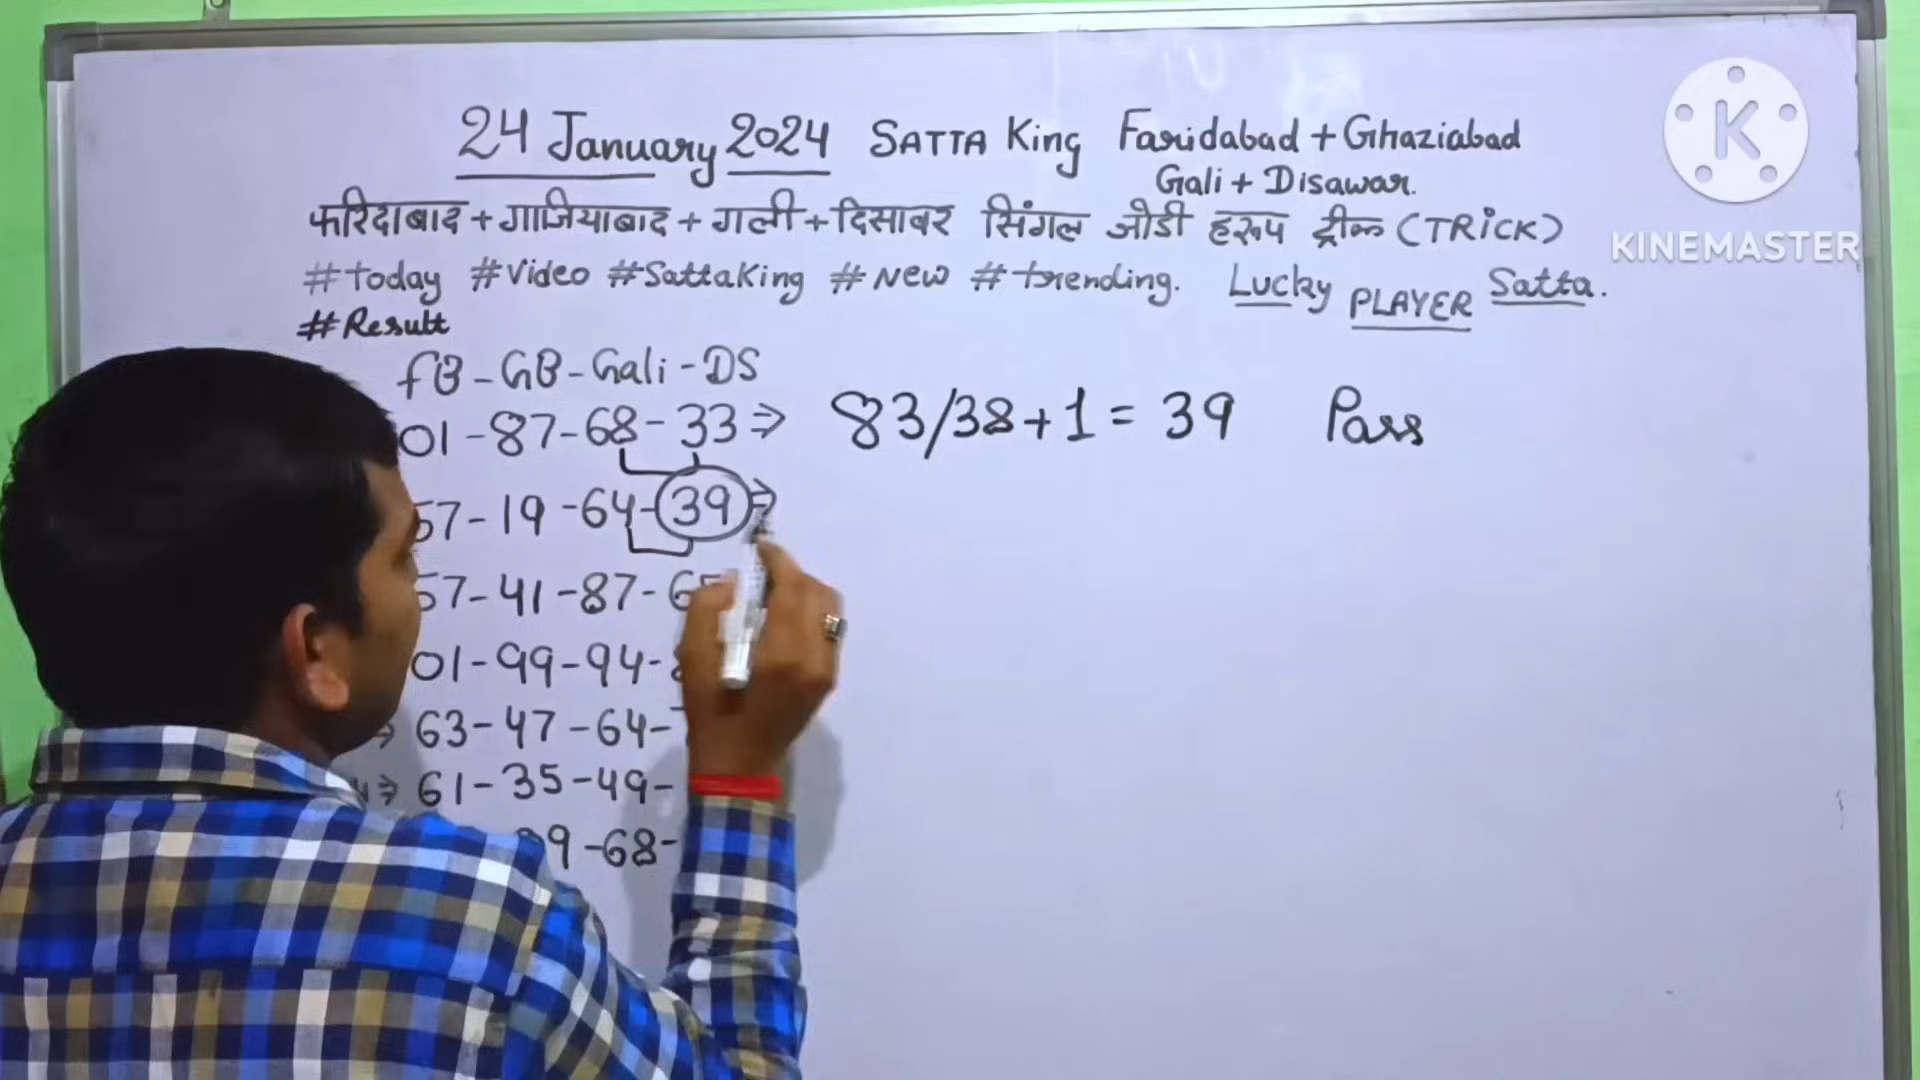 24 January 2024 SATTA King Faridabad + Ghaziabad
Gali + Disawar.
फरिदाबाद + गाजियाबाद + गली + दिसाबर सिंगल जोडी हरूप ट्रीक (TRICK)
#today #Video #SattaKing #New #trending. Lucky PLAYER Satta.
#Result
KINEMASTER
FB - GB - Gali - DS
01 - 87 - 68 - 33 ⇒ 83/38 + 1 = 39 Pass
57 - 19 - 64 - 39 ⇒
57 - 41 - 87 -
01 - 99 - 94 -
63 - 47 - 64 -
⇒ 61 - 35 - 49 -
9 - 68 -